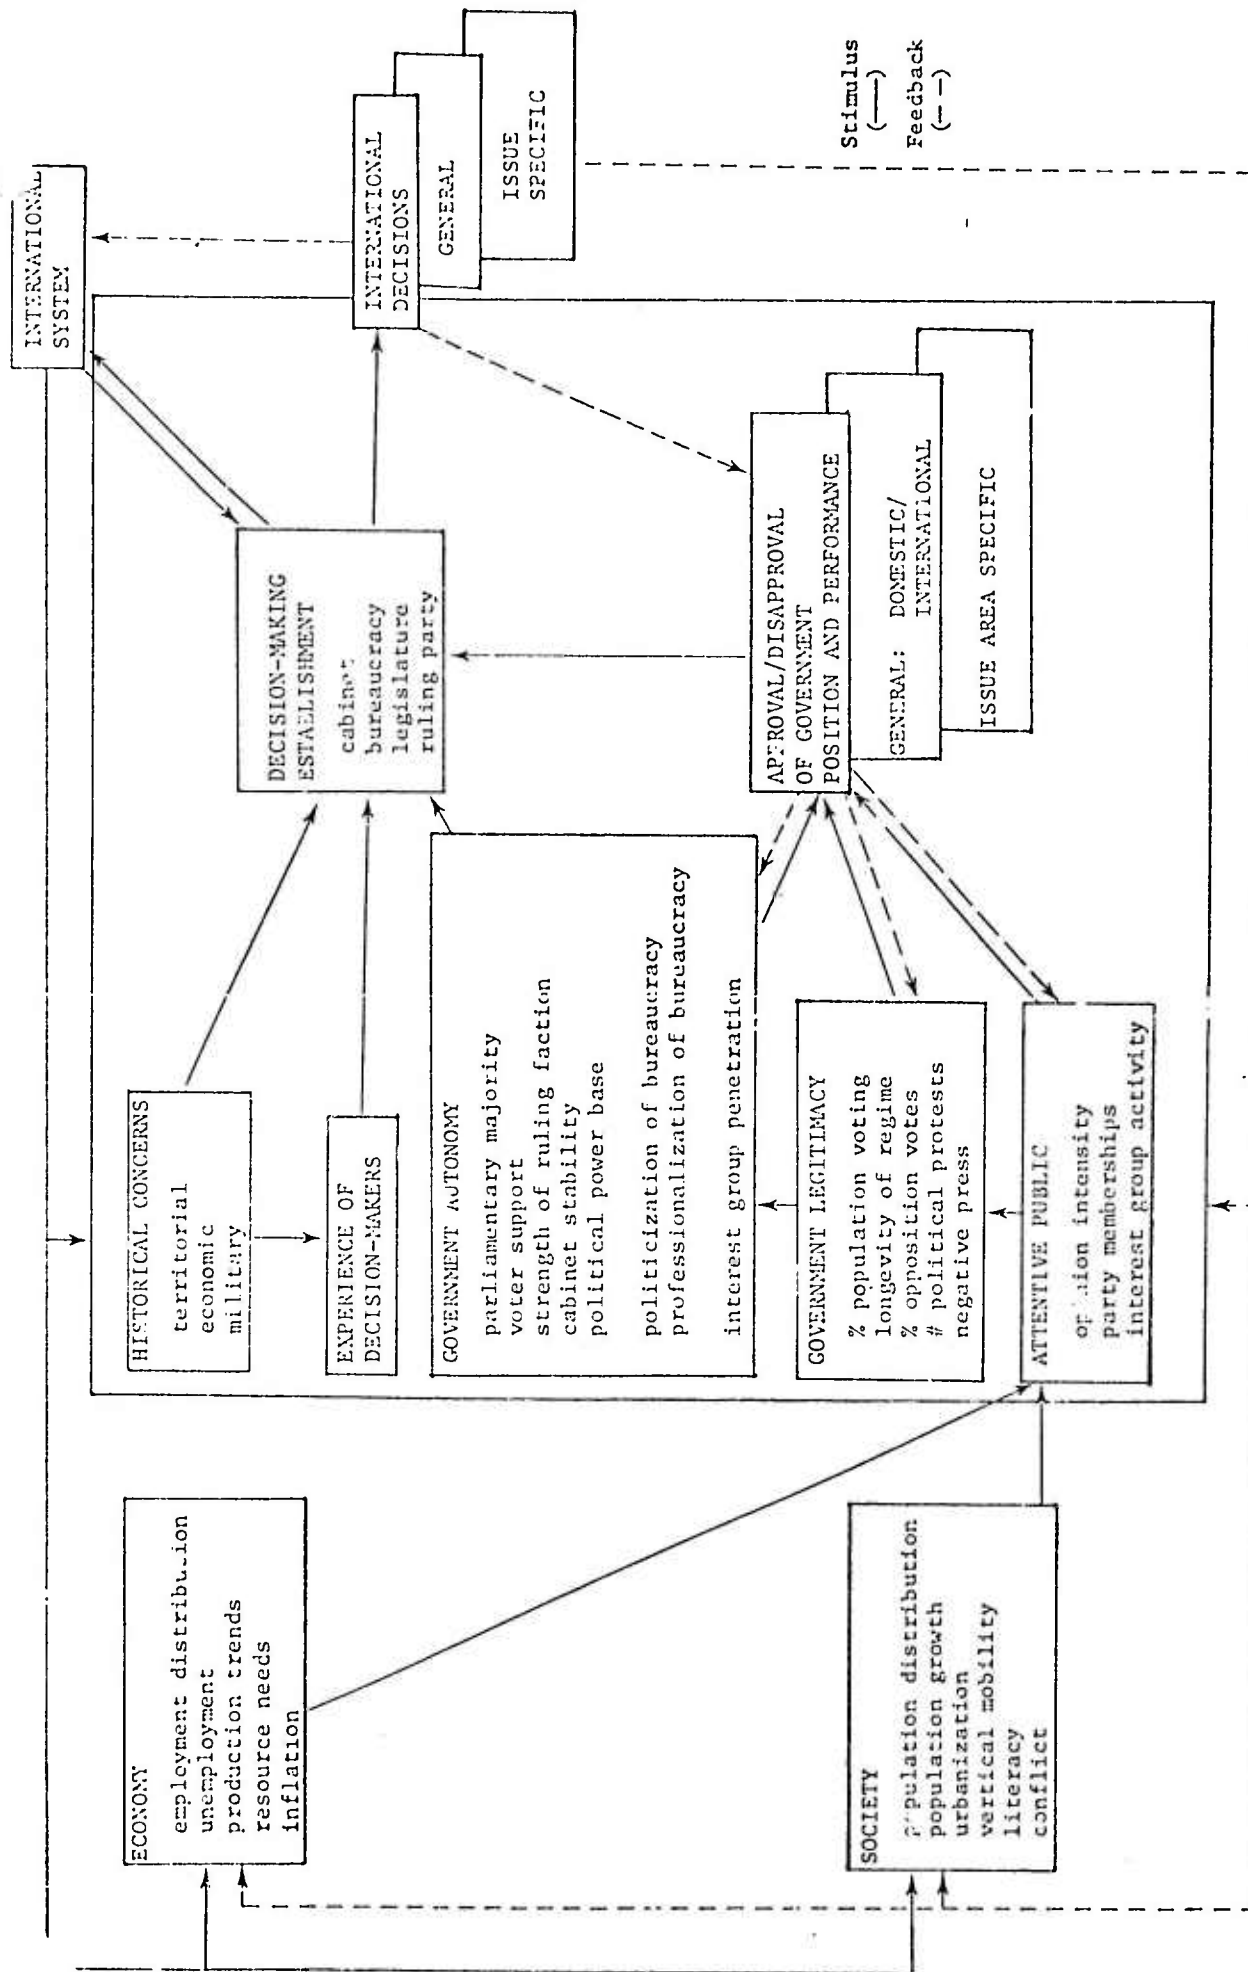 INTERNATIONAL
SYSTEM
INTERNATIONAL
DECISIONS
GENERAL
ISSUE
SPECIFIC
Stimulus
(——)
Feedback
(— —)
DECISION-MAKING
ESTABLISHMENT
cabinet
bureaucracy
legislature
ruling party
APPROVAL/DISAPPROVAL
OF GOVERNMENT
POSITION AND PERFORMANCE
GENERAL: DOMESTIC/
INTERNATIONAL
ISSUE AREA SPECIFIC
HISTORICAL CONCERNS
territorial
economic
military
EXPERIENCE OF
DECISION-MAKERS
GOVERNMENT AUTONOMY
parliamentary majority
voter support
strength of ruling faction
cabinet stability
political power base
politicization of bureaucracy
professionalization of bureaucracy
interest group penetration
GOVERNMENT LEGITIMACY
% population voting
longevity of regime
% opposition votes
# political protests
negative press
ATTENTIVE PUBLIC
opinion intensity
party memberships
interest group activity
ECONOMY
employment distribution
unemployment
production trends
resource needs
inflation
SOCIETY
population distribution
population growth
urbanization
vertical mobility
literacy
conflict